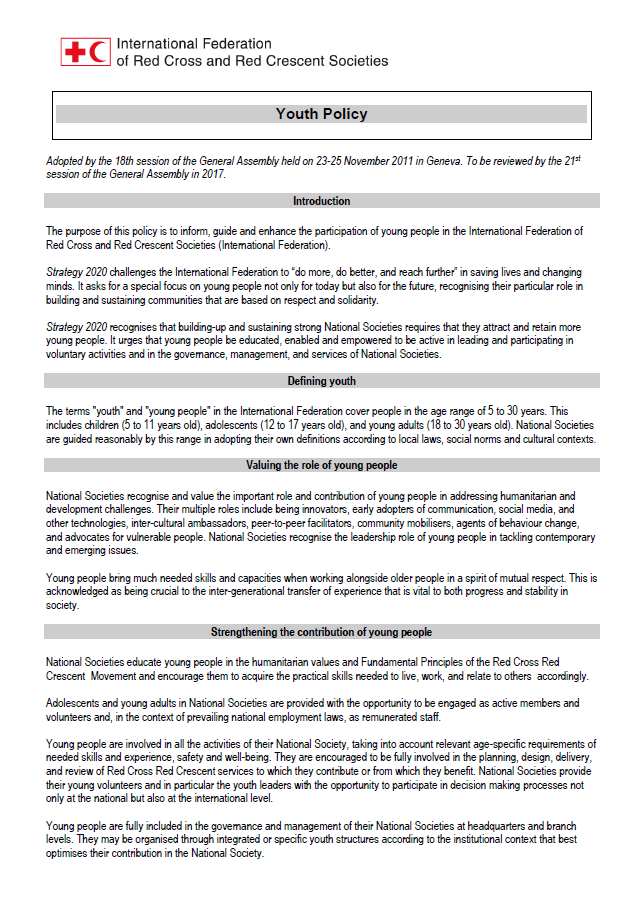 International Federation
of Red Cross and Red Crescent Societies
Youth Policy
Adopted by the 18th session of the General Assembly held on 23-25 November 2011 in Geneva. To be reviewed by the 21st
session of the General Assembly in 2017.
Introduction
The purpose of this policy is to inform, guide and enhance the participation of young people in the International Federation of
Red Cross and Red Crescent Societies (International Federation).
Strategy 2020 challenges the International Federation to “do more, do better, and reach further” in saving lives and changing
minds. It asks for a special focus on young people not only for today but also for the future, recognising their particular role in
building and sustaining communities that are based on respect and solidarity.
Strategy 2020 recognises that building-up and sustaining strong National Societies requires that they attract and retain more
young people. It urges that young people be educated, enabled and empowered to be active in leading and participating in
voluntary activities and in the governance, management, and services of National Societies.
Defining youth
The terms "youth" and "young people" in the International Federation cover people in the age range of 5 to 30 years. This
includes children (5 to 11 years old), adolescents (12 to 17 years old), and young adults (18 to 30 years old). National Societies
are guided reasonably by this range in adopting their own definitions according to local laws, social norms and cultural contexts.
Valuing the role of young people
National Societies recognise and value the important role and contribution of young people in addressing humanitarian and
development challenges. Their multiple roles include being innovators, early adopters of communication, social media, and
other technologies, inter-cultural ambassadors, peer-to-peer facilitators, community mobilisers, agents of behaviour change,
and advocates for vulnerable people. National Societies recognise the leadership role of young people in tackling contemporary
and emerging issues.
Young people bring much needed skills and capacities when working alongside older people in a spirit of mutual respect. This is
acknowledged as being crucial to the inter-generational transfer of experience that is vital to both progress and stability in
society.
Strengthening the contribution of young people
National Societies educate young people in the humanitarian values and Fundamental Principles of the Red Cross Red
Crescent Movement and encourage them to acquire the practical skills needed to live, work, and relate to others accordingly.
Adolescents and young adults in National Societies are provided with the opportunity to be engaged as active members and
volunteers and, in the context of prevailing national employment laws, as remunerated staff.
Young people are involved in all the activities of their National Society, taking into account relevant age-specific requirements of
needed skills and experience, safety and well-being. They are encouraged to be fully involved in the planning, design, delivery,
and review of Red Cross Red Crescent services to which they contribute or from which they benefit. National Societies provide
their young volunteers and in particular the youth leaders with the opportunity to participate in decision making processes not
only at the national but also at the international level.
Young people are fully included in the governance and management of their National Societies at headquarters and branch
levels. They may be organised through integrated or specific youth structures according to the institutional context that best
optimises their contribution in the National Society.